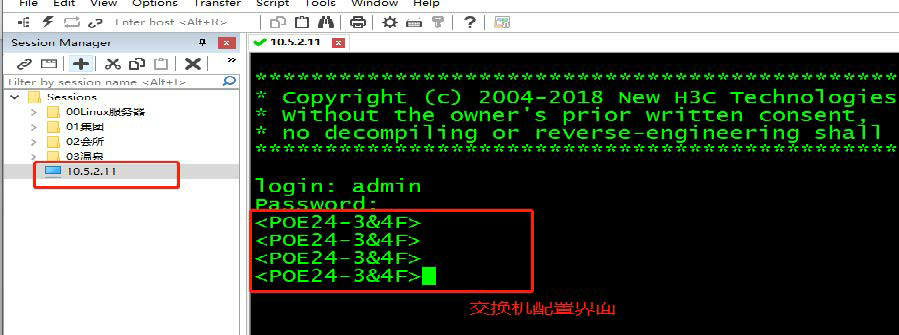 File Edit View Options Transfer Script Tools Window Help
Enter host <Alt+R>
Session Manager
10.5.2.11
Filter by session name <Alt+I>
Sessions
00Linux服务器
01集团
02会所
03温泉
10.5.2.11
* Copyright (c) 2004-2018 New H3C Technologies
* Without the owner's prior written consent,
* no decompiling or reverse-engineering shall
login: admin
Password:
<POE24-3&4F>
<POE24-3&4F>
<POE24-3&4F>
<POE24-3&4F>
交换机配置界面